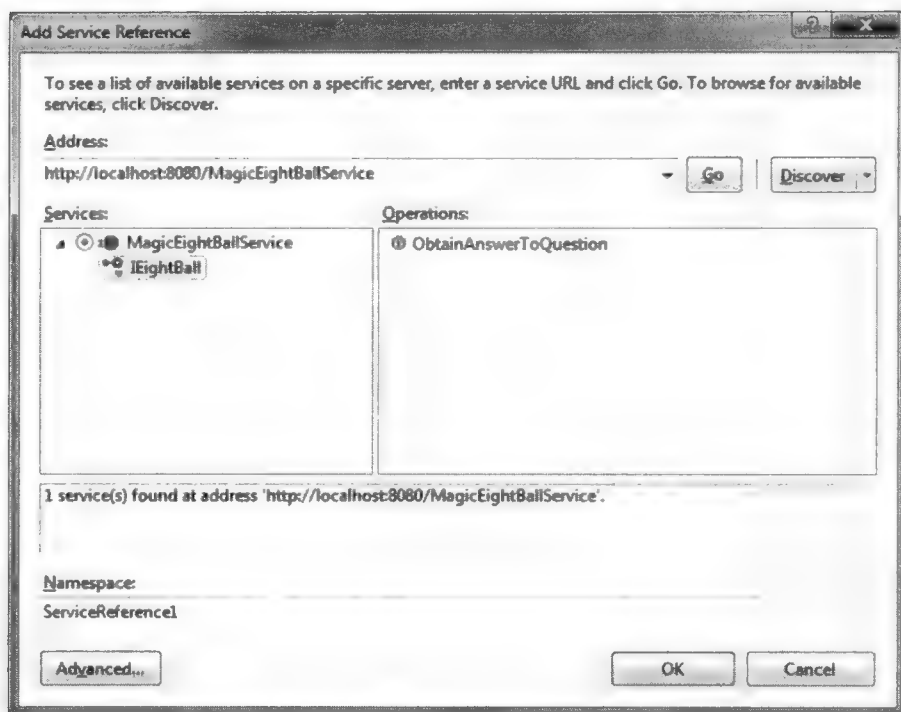 Add Service Reference
To see a list of available services on a specific server, enter a service URL and click Go. To browse for available
services, click Discover.
Address:
http://localhost:8080/MagicEightBallService
Go
Discover
Services:
Operations:
MagicEightBallService
IEightBall
ObtainAnswerToQuestion
1 service(s) found at address 'http://localhost:8080/MagicEightBallService'.
Namespace:
ServiceReference1
Advanced...
OK
Cancel